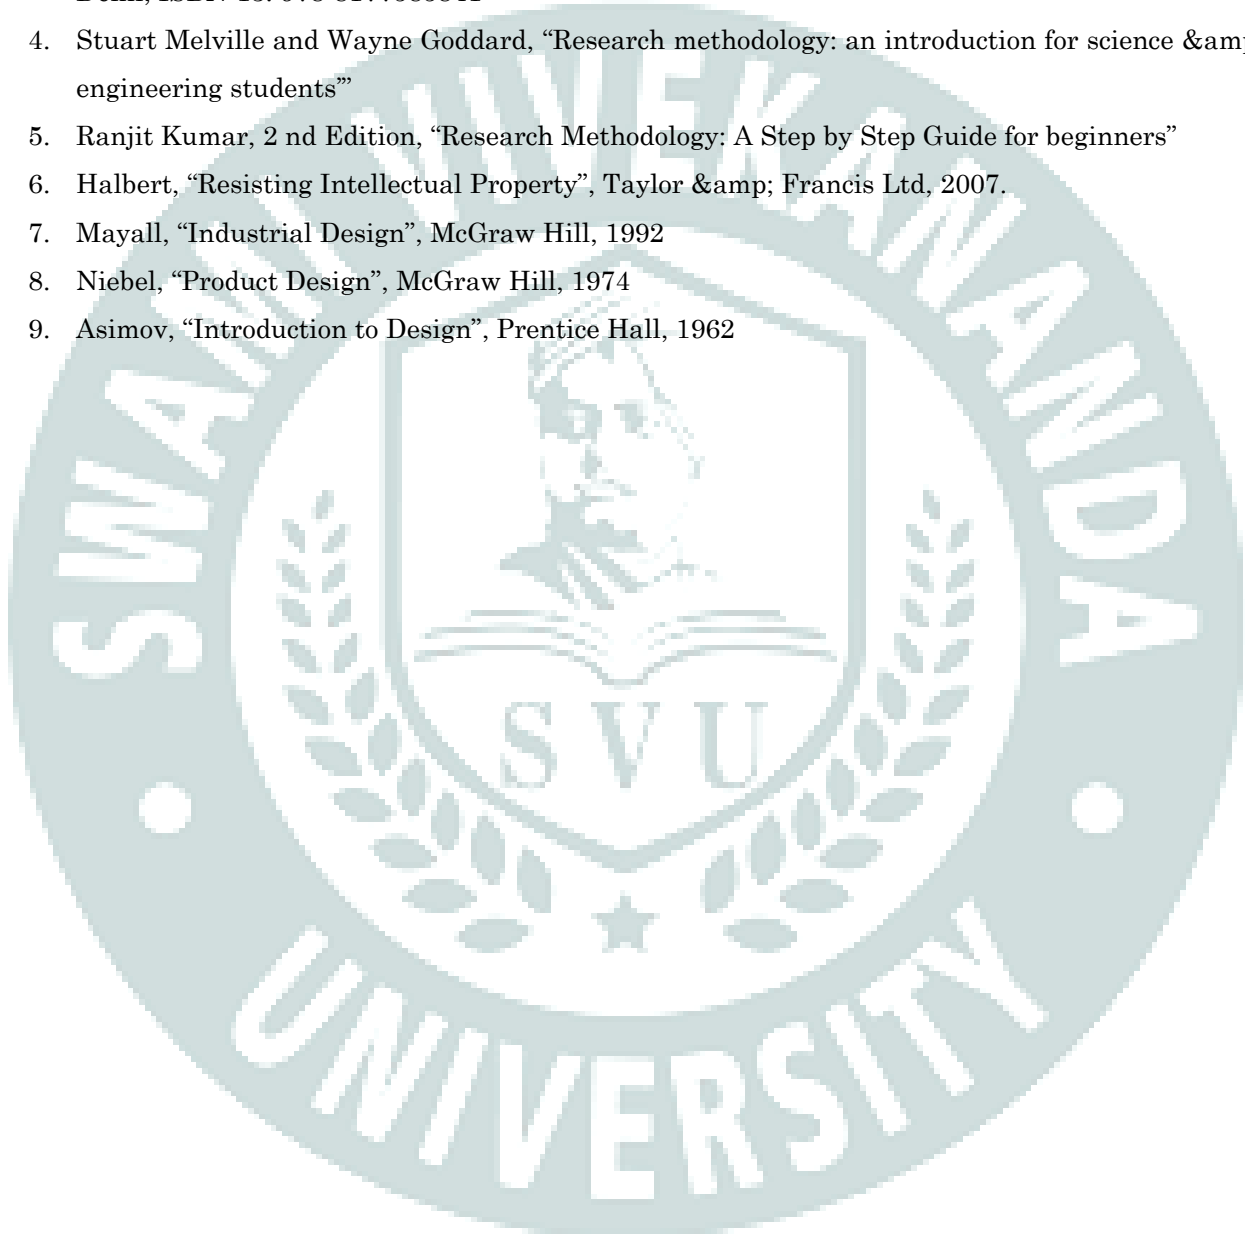 4. Stuart Melville and Wayne Goddard, “Research methodology: an introduction for science &amp
engineering students’”
5. Ranjit Kumar, 2 nd Edition, “Research Methodology: A Step by Step Guide for beginners”
6. Halbert, “Resisting Intellectual Property”, Taylor &amp; Francis Ltd, 2007.
7. Mayall, “Industrial Design”, McGraw Hill, 1992
8. Niebel, “Product Design”, McGraw Hill, 1974
9. Asimov, “Introduction to Design”, Prentice Hall, 1962
SWAMI VIVEKANANDA
SVU
UNIVERSITY